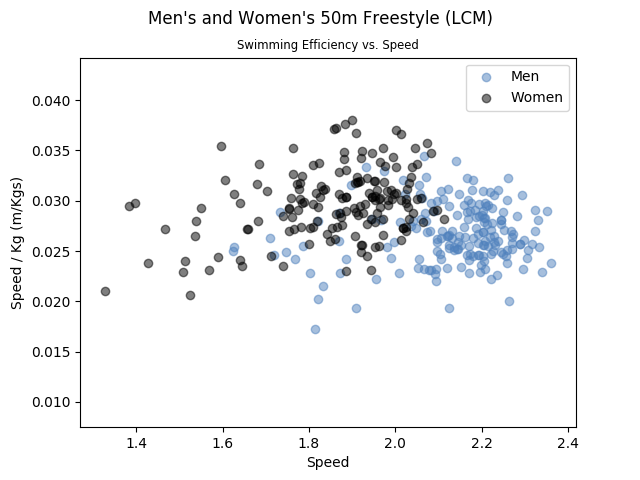 Men's and Women's 50m Freestyle (LCM)
Swimming Efficiency vs. Speed
Men
Women
0.040
0.035
0.030
0.025
0.020
0.015
0.010
Speed / Kg (m/Kgs)
1.4 1.6 1.8 2.0 2.2 2.4
Speed